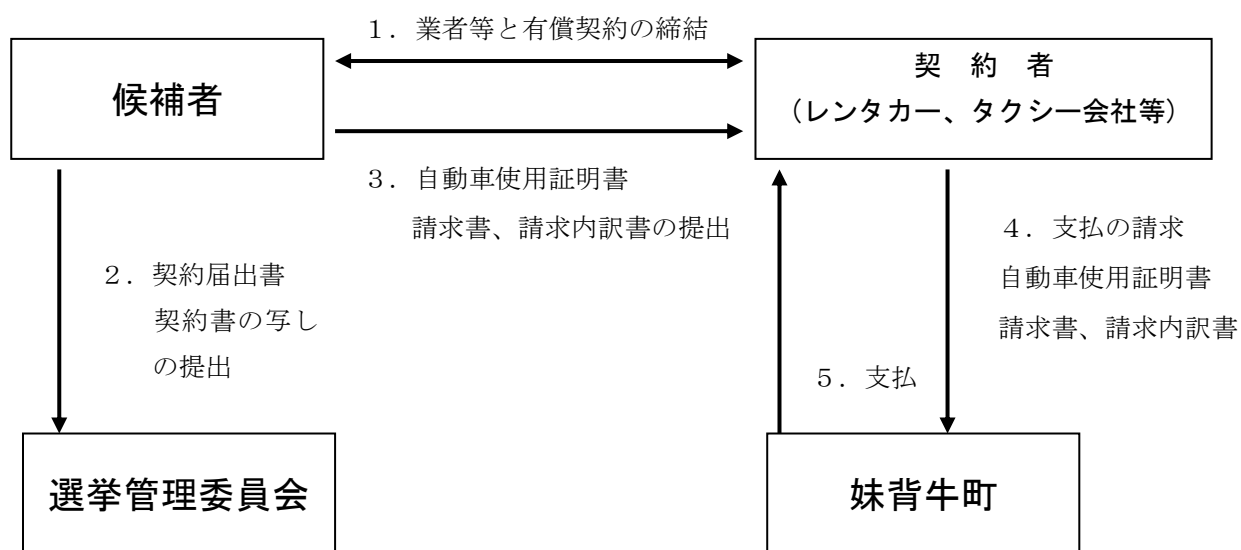 1．業者等と有償契約の締結
候補者
契　約　者
（レンタカー、タクシー会社等）
3．自動車使用証明書
請求書、請求内訳書の提出
2．契約届出書
契約書の写し
の提出
4．支払の請求
自動車使用証明書
請求書、請求内訳書
5．支払
選挙管理委員会
妹背牛町